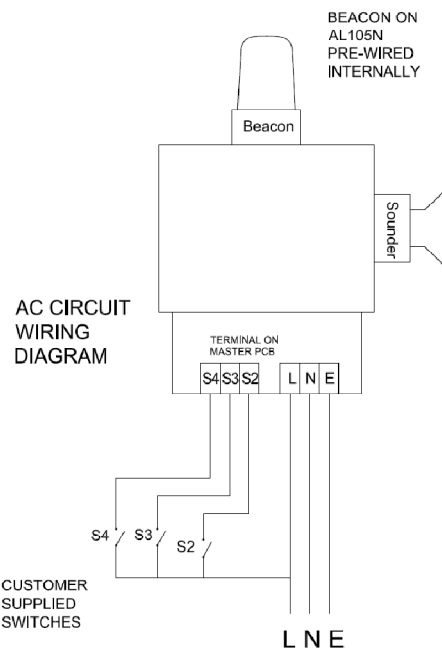 BEACON ON
AL105N
PRE-WIRED
INTERNALLY
Beacon
Sounder
AC CIRCUIT
WIRING
DIAGRAM
TERMINAL ON
MASTER PCB
S4 S3 S2 L N E
S4 S3 S2
CUSTOMER
SUPPLIED
SWITCHES
L N E